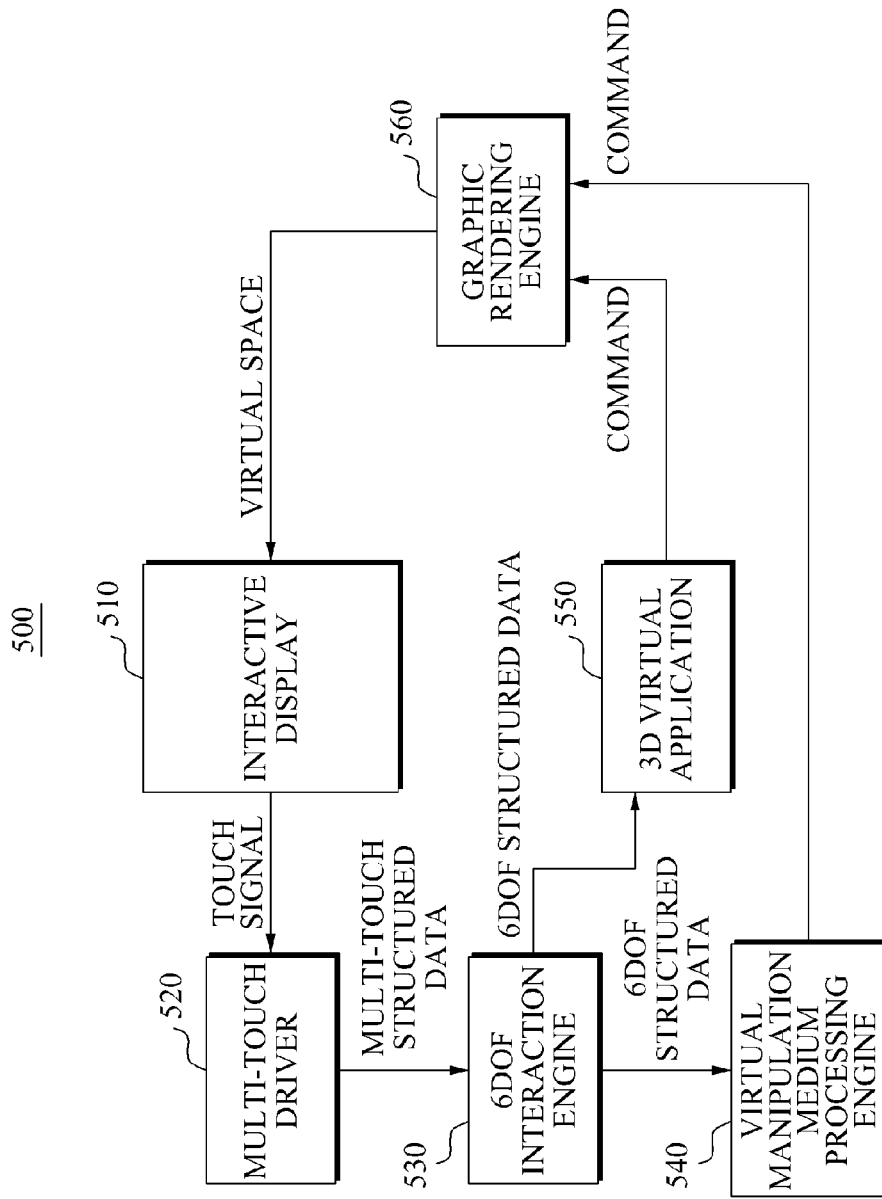 500
510
INTERACTIVE
DISPLAY
VIRTUAL SPACE
560
GRAPHIC
RENDERING
ENGINE
TOUCH
SIGNAL
520
MULTI-TOUCH
DRIVER
MULTI-TOUCH
STRUCTURED
DATA
530
6DOF
INTERACTION
ENGINE
6DOF STRUCTURED DATA
550
3D VIRTUAL
APPLICATION
COMMAND
6DOF
STRUCTURED
DATA
540
VIRTUAL
MANIPULATION
MEDIUM
PROCESSING
ENGINE
COMMAND